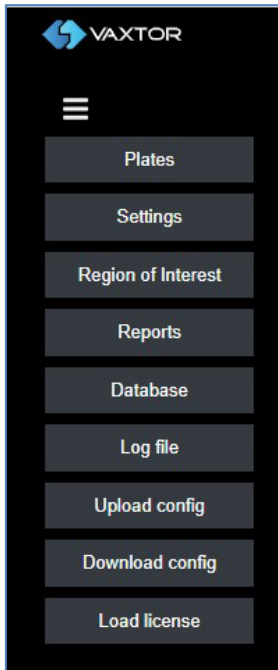 VAXTOR
Plates
Settings
Region of Interest
Reports
Database
Log file
Upload config
Download config
Load license